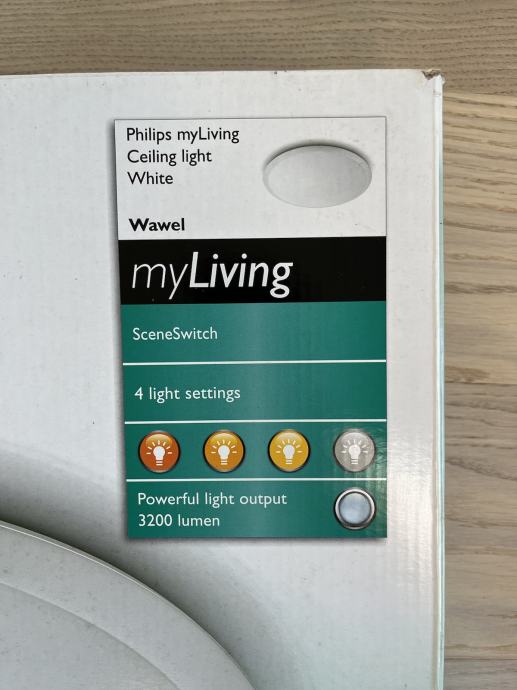 Philips myLiving
Ceiling light
White
Wawel
myLiving
SceneSwitch
4 light settings
Powerful light output
3200 lumen